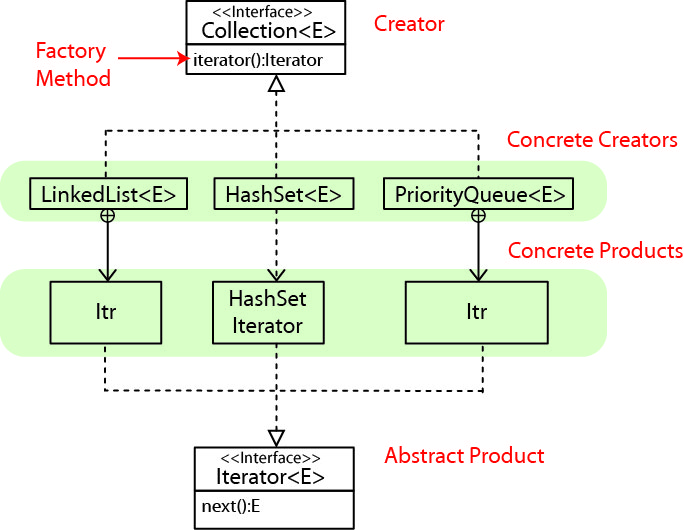 <<Interface>>
Collection<E>
Creator
iterator():Iterator
Factory
Method
Concrete Creators
LinkedList<E>
HashSet<E>
PriorityQueue<E>
Concrete Products
Itr
HashSet
Iterator
Itr
<<Interface>>
Iterator<E>
Abstract Product
next():E